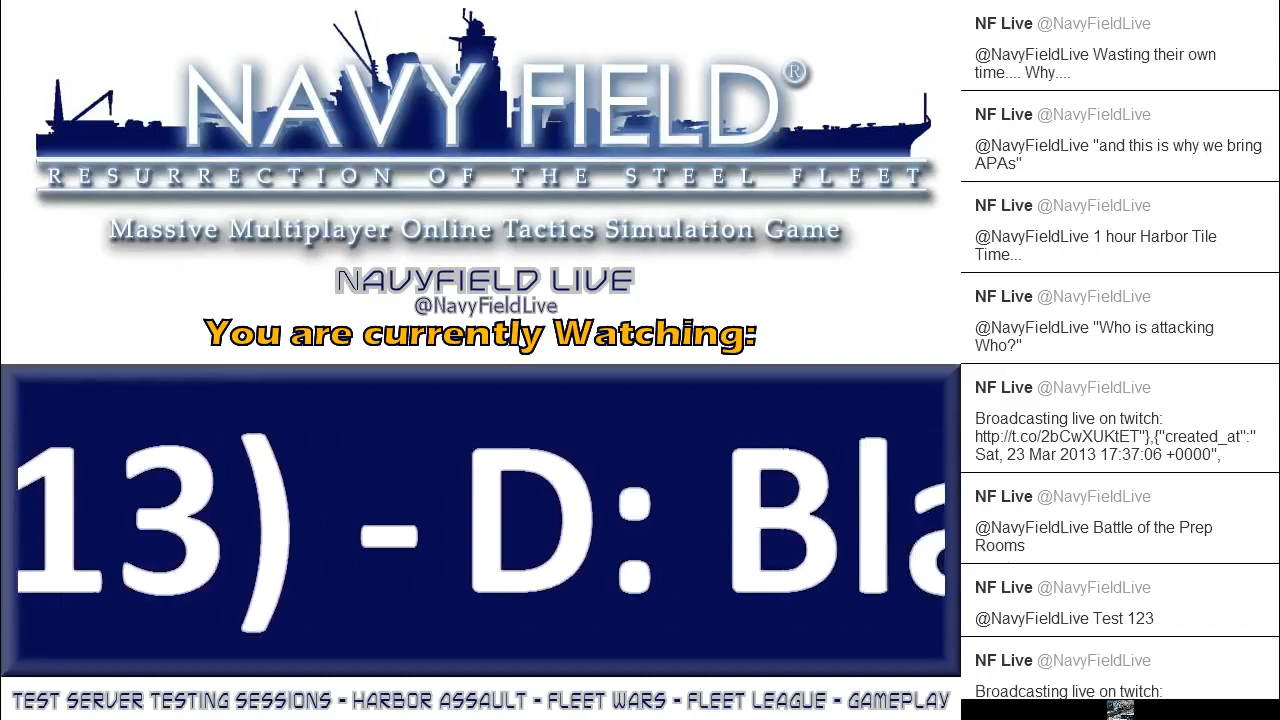 NAVY FIELD®
RESURRECTION OF THE STEEL FLEET
Massive Multiplayer Online Tactics Simulation Game
NAVYFIELD LIVE
@NavyFieldLive
You are currently Watching:
13) - D: Bla
TEST SERVER TESTING SESSIONS - HARBOR ASSAULT - FLEET WARS - FLEET LEAGUE - GAMEPLAY
NF Live @NavyFieldLive
@NavyFieldLive Wasting their own
time.... Why....
NF Live @NavyFieldLive
@NavyFieldLive "and this is why we bring
APAs"
NF Live @NavyFieldLive
@NavyFieldLive 1 hour Harbor Tile
Time...
NF Live @NavyFieldLive
@NavyFieldLive "Who is attacking
Who?"
NF Live @NavyFieldLive
Broadcasting live on twitch:
http://t.co/2bCwXUKtET"},{"created_at":"
Sat, 23 Mar 2013 17:37:06 +0000",
NF Live @NavyFieldLive
@NavyFieldLive Battle of the Prep
Rooms
NF Live @NavyFieldLive
@NavyFieldLive Test 123
NF Live @NavyFieldLive
Broadcasting live on twitch: